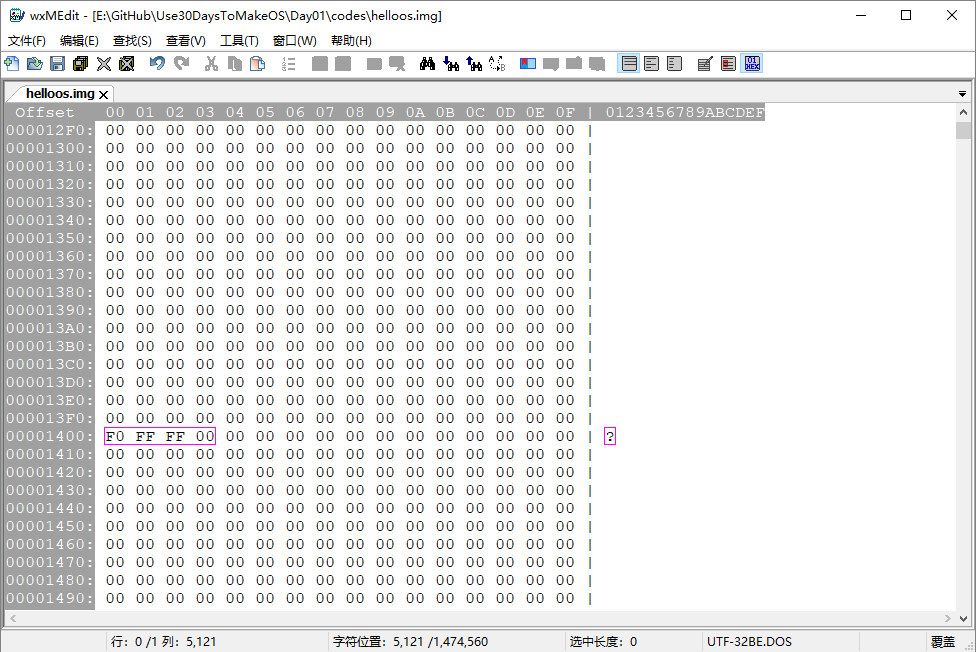 wxMEdit - [E:\GitHub\Use30DaysToMakeOS\Day01\codes\helloos.img]
文件(F) 编辑(E) 查找(S) 查看(V) 工具(T) 窗口(W) 帮助(H)
helloos.img
Offset 00 01 02 03 04 05 06 07 08 09 0A 0B 0C 0D 0E 0F | 0123456789ABCDEF
000012F0: 00 00 00 00 00 00 00 00 00 00 00 00 00 00 00 00 |
00001300: 00 00 00 00 00 00 00 00 00 00 00 00 00 00 00 00 |
00001310: 00 00 00 00 00 00 00 00 00 00 00 00 00 00 00 00 |
00001320: 00 00 00 00 00 00 00 00 00 00 00 00 00 00 00 00 |
00001330: 00 00 00 00 00 00 00 00 00 00 00 00 00 00 00 00 |
00001340: 00 00 00 00 00 00 00 00 00 00 00 00 00 00 00 00 |
00001350: 00 00 00 00 00 00 00 00 00 00 00 00 00 00 00 00 |
00001360: 00 00 00 00 00 00 00 00 00 00 00 00 00 00 00 00 |
00001370: 00 00 00 00 00 00 00 00 00 00 00 00 00 00 00 00 |
00001380: 00 00 00 00 00 00 00 00 00 00 00 00 00 00 00 00 |
00001390: 00 00 00 00 00 00 00 00 00 00 00 00 00 00 00 00 |
000013A0: 00 00 00 00 00 00 00 00 00 00 00 00 00 00 00 00 |
000013B0: 00 00 00 00 00 00 00 00 00 00 00 00 00 00 00 00 |
000013C0: 00 00 00 00 00 00 00 00 00 00 00 00 00 00 00 00 |
000013D0: 00 00 00 00 00 00 00 00 00 00 00 00 00 00 00 00 |
000013E0: 00 00 00 00 00 00 00 00 00 00 00 00 00 00 00 00 |
000013F0: 00 00 00 00 00 00 00 00 00 00 00 00 00 00 00 00 |
00001400: F0 FF FF 00 00 00 00 00 00 00 00 00 00 00 00 00 | ?
00001410: 00 00 00 00 00 00 00 00 00 00 00 00 00 00 00 00 |
00001420: 00 00 00 00 00 00 00 00 00 00 00 00 00 00 00 00 |
00001430: 00 00 00 00 00 00 00 00 00 00 00 00 00 00 00 00 |
00001440: 00 00 00 00 00 00 00 00 00 00 00 00 00 00 00 00 |
00001450: 00 00 00 00 00 00 00 00 00 00 00 00 00 00 00 00 |
00001460: 00 00 00 00 00 00 00 00 00 00 00 00 00 00 00 00 |
00001470: 00 00 00 00 00 00 00 00 00 00 00 00 00 00 00 00 |
00001480: 00 00 00 00 00 00 00 00 00 00 00 00 00 00 00 00 |
00001490: 00 00 00 00 00 00 00 00 00 00 00 00 00 00 00 00 |
行: 0 /1 列: 5,121 字符位置: 5,121 /1,474,560 选中长度: 0 UTF-32BE.DOS 覆盖